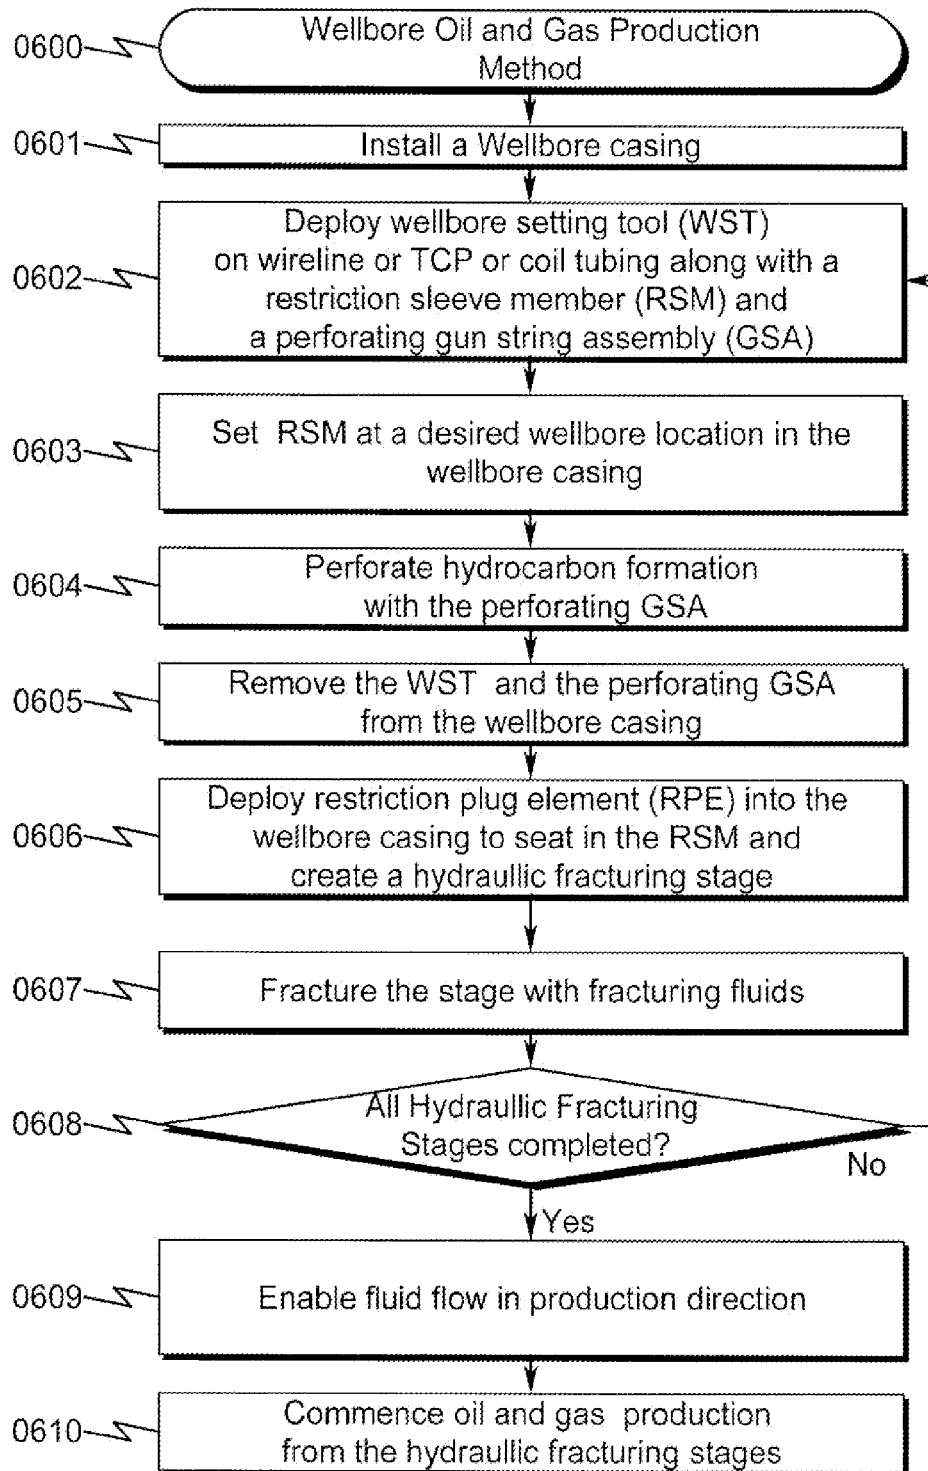 0600
Wellbore Oil and Gas Production
Method
0601
Install a Wellbore casing
0602
Deploy wellbore setting tool (WST)
on wireline or TCP or coil tubing along with a
restriction sleeve member (RSM) and
a perforating gun string assembly (GSA)
0603
Set RSM at a desired wellbore location in the
wellbore casing
0604
Perforate hydrocarbon formation
with the perforating GSA
0605
Remove the WST and the perforating GSA
from the wellbore casing
0606
Deploy restriction plug element (RPE) into the
wellbore casing to seat in the RSM and
create a hydraullic fracturing stage
0607
Fracture the stage with fracturing fluids
0608
All Hydraullic Fracturing
Stages completed?
No
Yes
0609
Enable fluid flow in production direction
0610
Commence oil and gas production
from the hydraullic fracturing stages